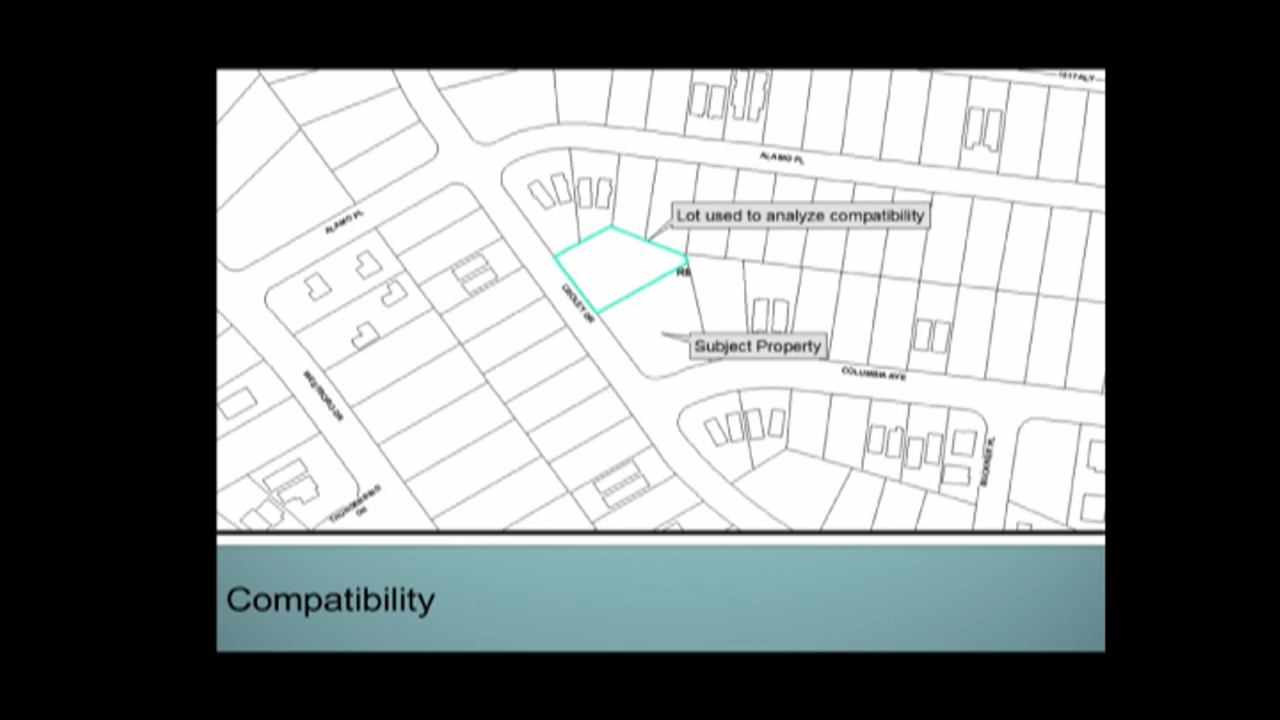 ALAMO PL
ALAMO PL
Lot used to analyze compatibility
Subject Property
COLUMBIA AVE
Compatibility